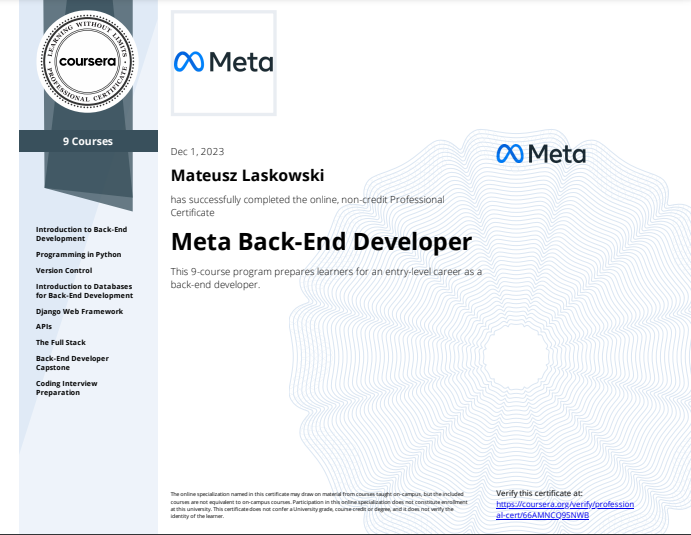 LEARNING WITHOUT LIMITS
coursera
PROFESSIONAL CERTIFICATE
9 Courses
Introduction to Back-End
Development
Programming in Python
Version Control
Introduction to Databases
for Back-End Development
Django Web Framework
APIs
The Full Stack
Back-End Developer
Capstone
Coding Interview
Preparation
Meta
Meta
Dec 1, 2023
Mateusz Laskowski
has successfully completed the online, non-credit Professional
Certificate
Meta Back-End Developer
This 9-course program prepares learners for an entry-level career as a
back-end developer.
The online specialization named in this certificate may draw on material from courses taught on-campus, but the included
courses are not equivalent to on-campus courses. Participation in this online specialization does not constitute enrollment
at this university. This certificate does not confer a University grade, course credit or degree, and it does not verify the
identity of the learner.
Verify this certificate at:
https://coursera.org/verify/profession
al-cert/66AMNCQ95NWB